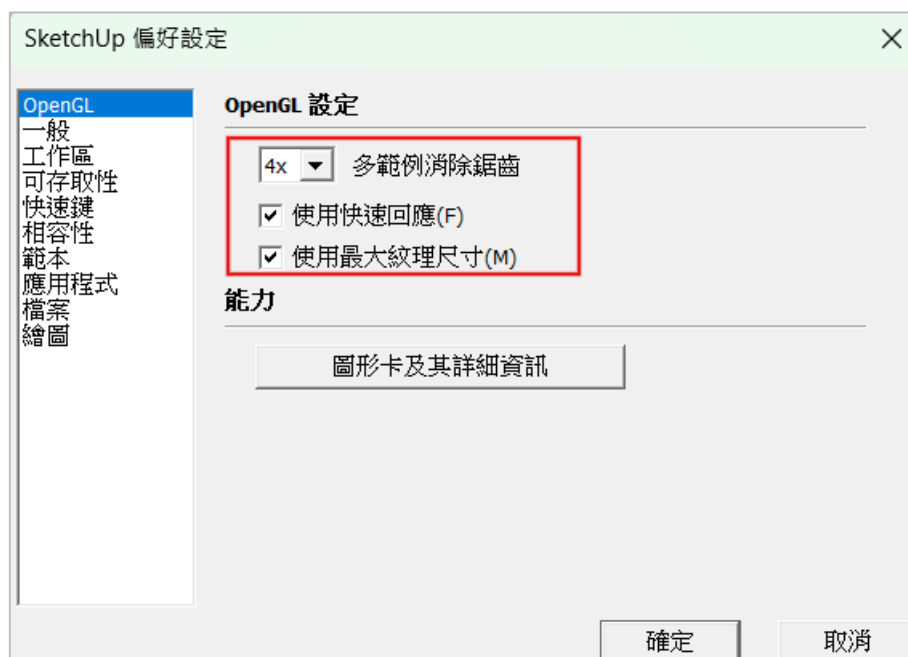 SketchUp 偏好設定
OpenGL
一般
工作區
可存取性
快速鍵
相容性
範本
應用程式
檔案
繪圖
OpenGL 設定
4x 多範例消除鋸齒
使用快速回應(F)
使用最大紋理尺寸(M)
能力
圖形卡及其詳細資訊
確定 取消